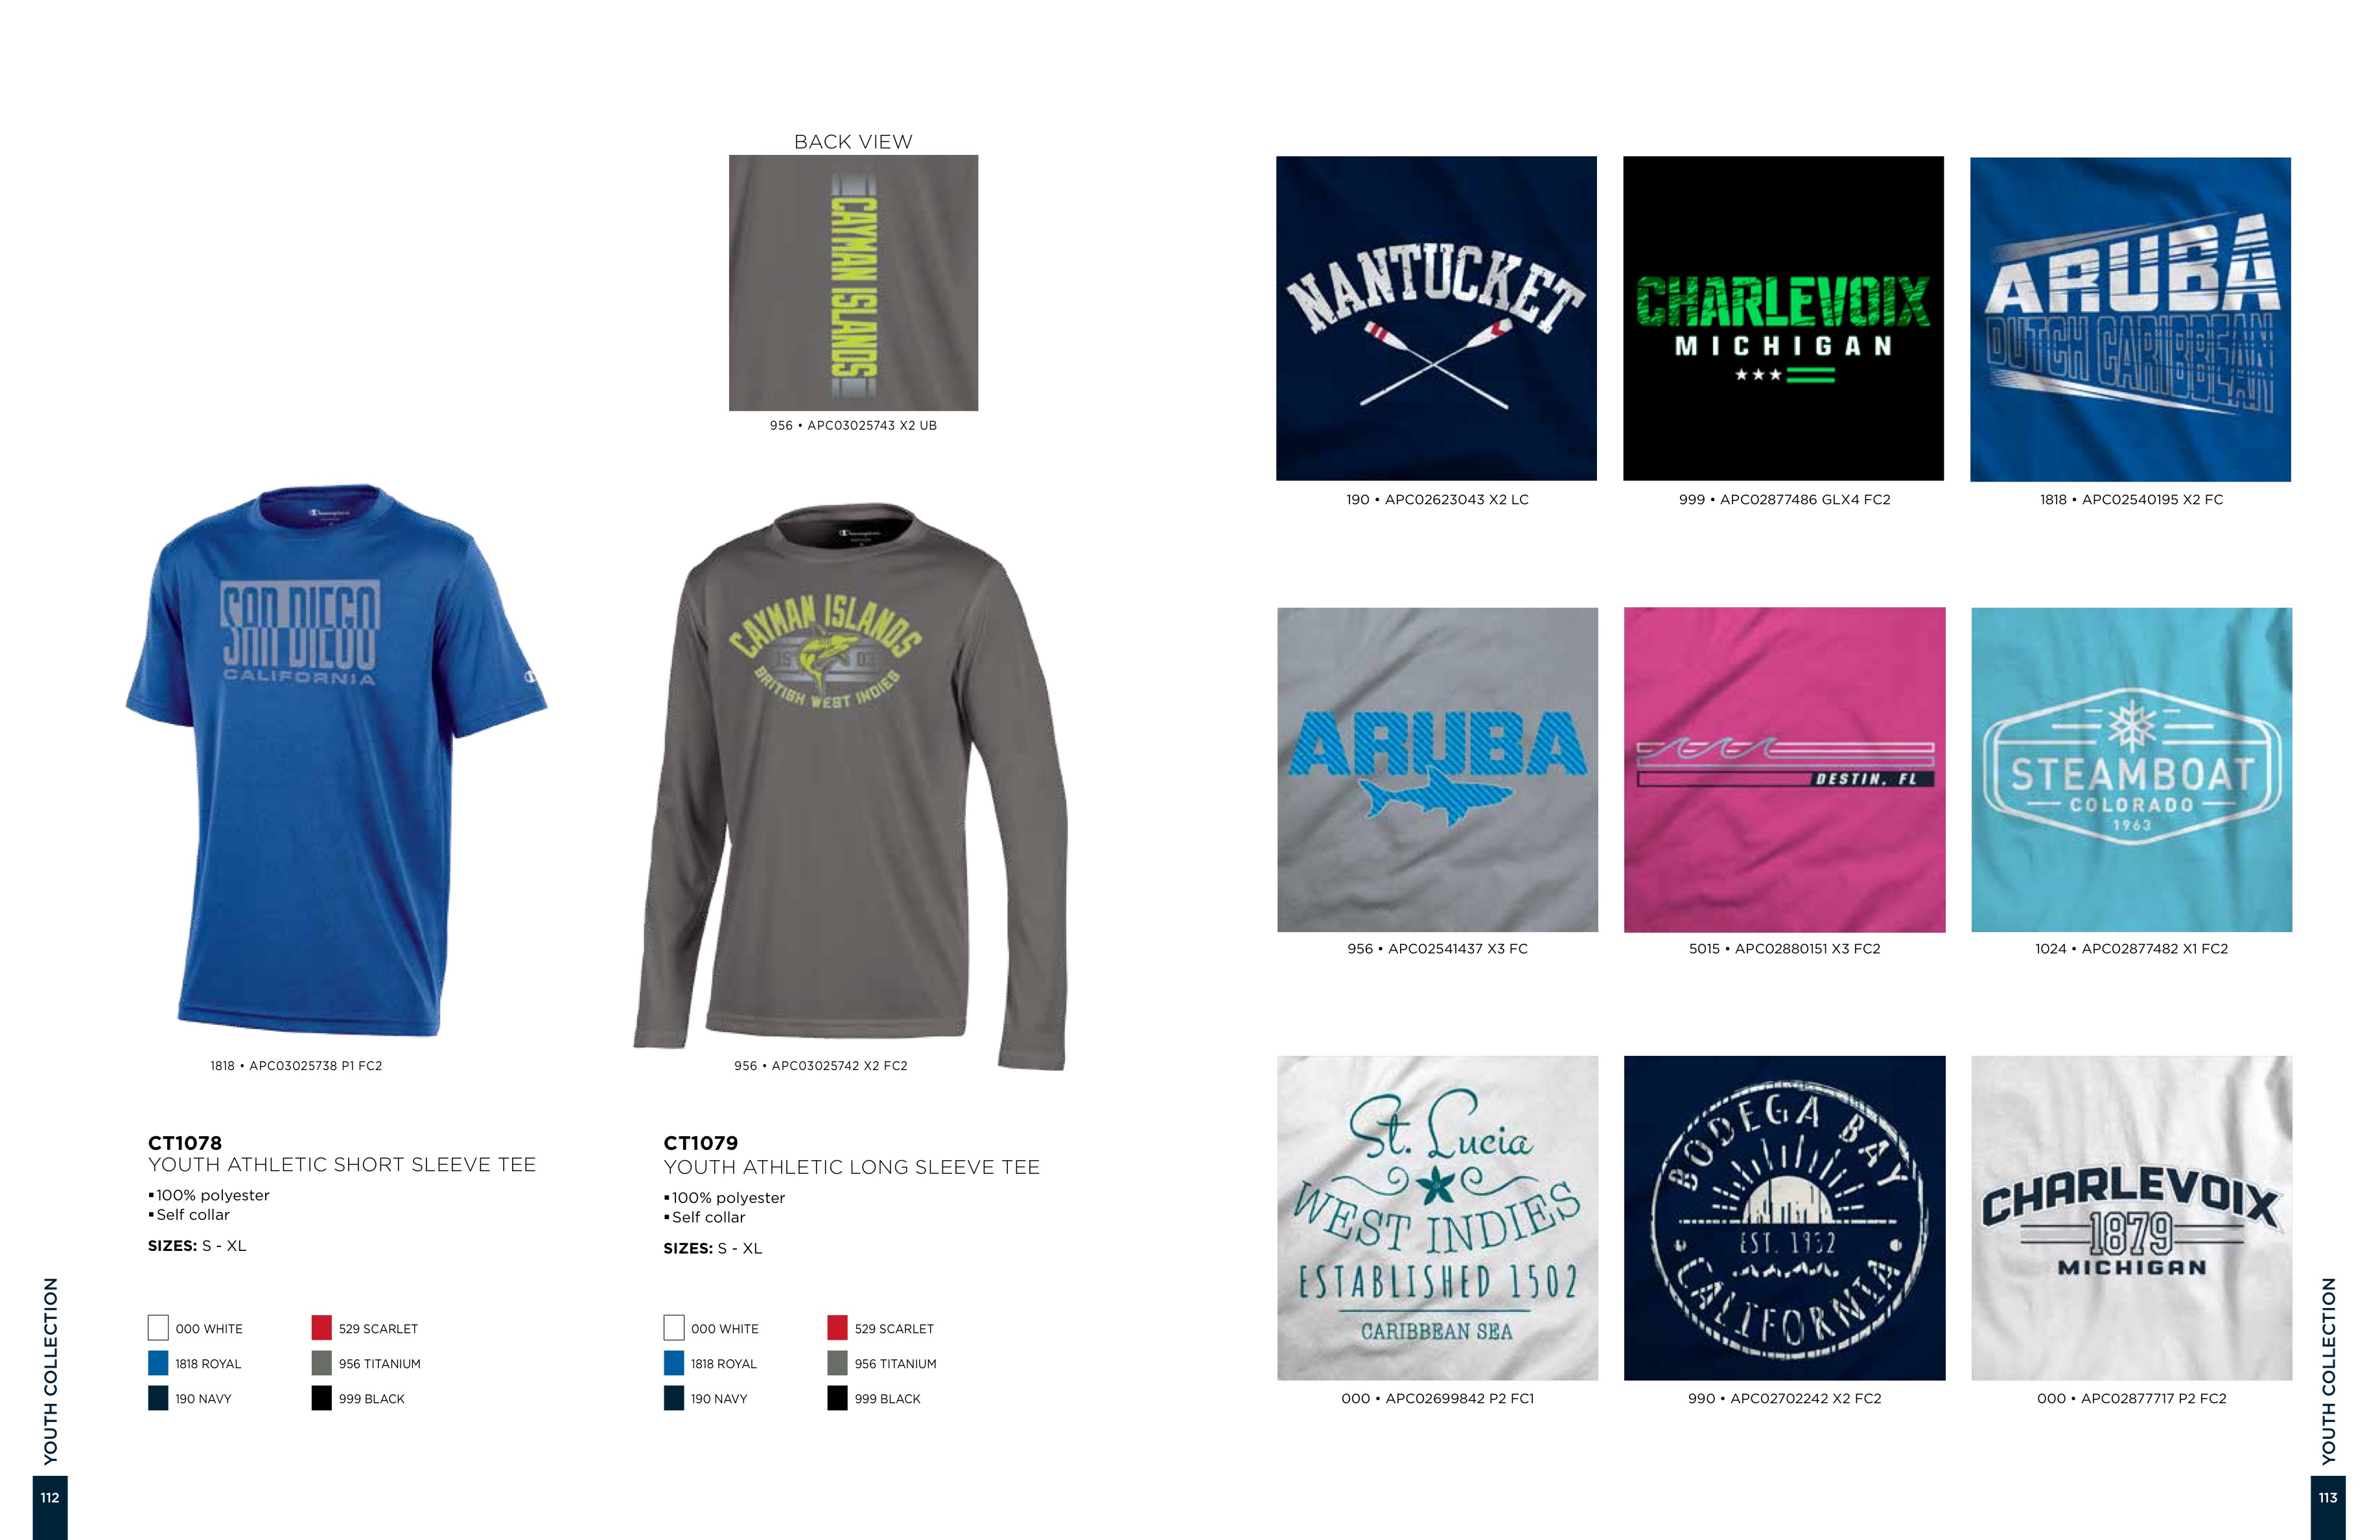 BACK VIEW
CAYMAN ISLANDS
956 • APC03025743 X2 UB
Champion
SAN DIEGO
CALIFORNIA
1818 • APC03025738 P1 FC2
Champion
CAYMAN ISLANDS
15 03
BRITISH WEST INDIES
956 • APC03025742 X2 FC2
CT1078
YOUTH ATHLETIC SHORT SLEEVE TEE
▪100% polyester
▪Self collar
SIZES: S - XL
000 WHITE
529 SCARLET
1818 ROYAL
956 TITANIUM
190 NAVY
999 BLACK
CT1079
YOUTH ATHLETIC LONG SLEEVE TEE
▪100% polyester
▪Self collar
SIZES: S - XL
000 WHITE
529 SCARLET
1818 ROYAL
956 TITANIUM
190 NAVY
999 BLACK
YOUTH COLLECTION
112
NANTUCKET
190 • APC02623043 X2 LC
CHARLEVOIX
MICHIGAN
999 • APC02877486 GLX4 FC2
ARUBA
DUTCH CARIBBEAN
1818 • APC02540195 X2 FC
ARUBA
956 • APC02541437 X3 FC
DESTIN, FL
5015 • APC02880151 X3 FC2
STEAMBOAT
COLORADO
1963
1024 • APC02877482 X1 FC2
St. Lucia
WEST INDIES
ESTABLISHED 1502
CARIBBEAN SEA
000 • APC02699842 P2 FC1
BODEGA BAY
EST. 1932
CALIFORNIA
990 • APC02702242 X2 FC2
CHARLEVOIX
1879
MICHIGAN
000 • APC02877717 P2 FC2
YOUTH COLLECTION
113